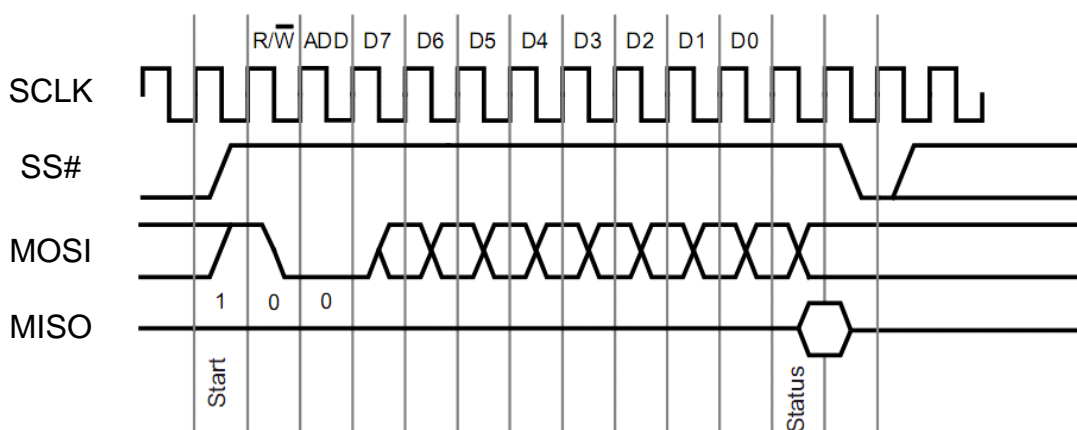 R/W̅ ADD D7 D6 D5 D4 D3 D2 D1 D0
SCLK
SS#
MOSI
1 0 0
MISO
Start
Status